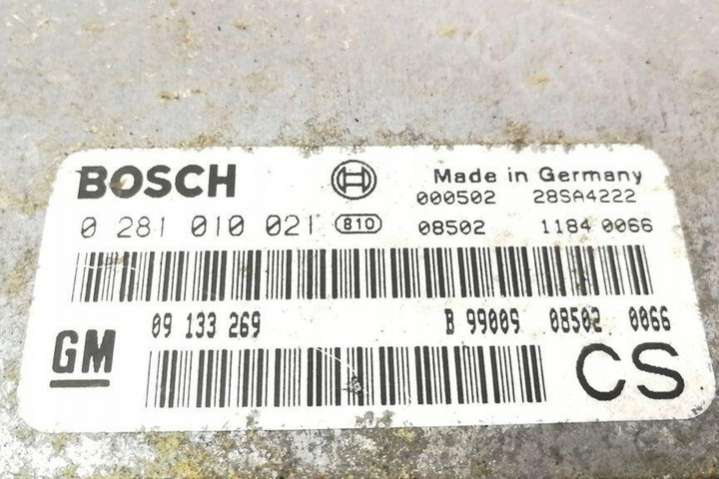 BOSCH Made in Germany
000502 28SA4222
0 281 010 021 810 08502 1184 0066
GM 09 133 269 B 99009 08502 0066
CS